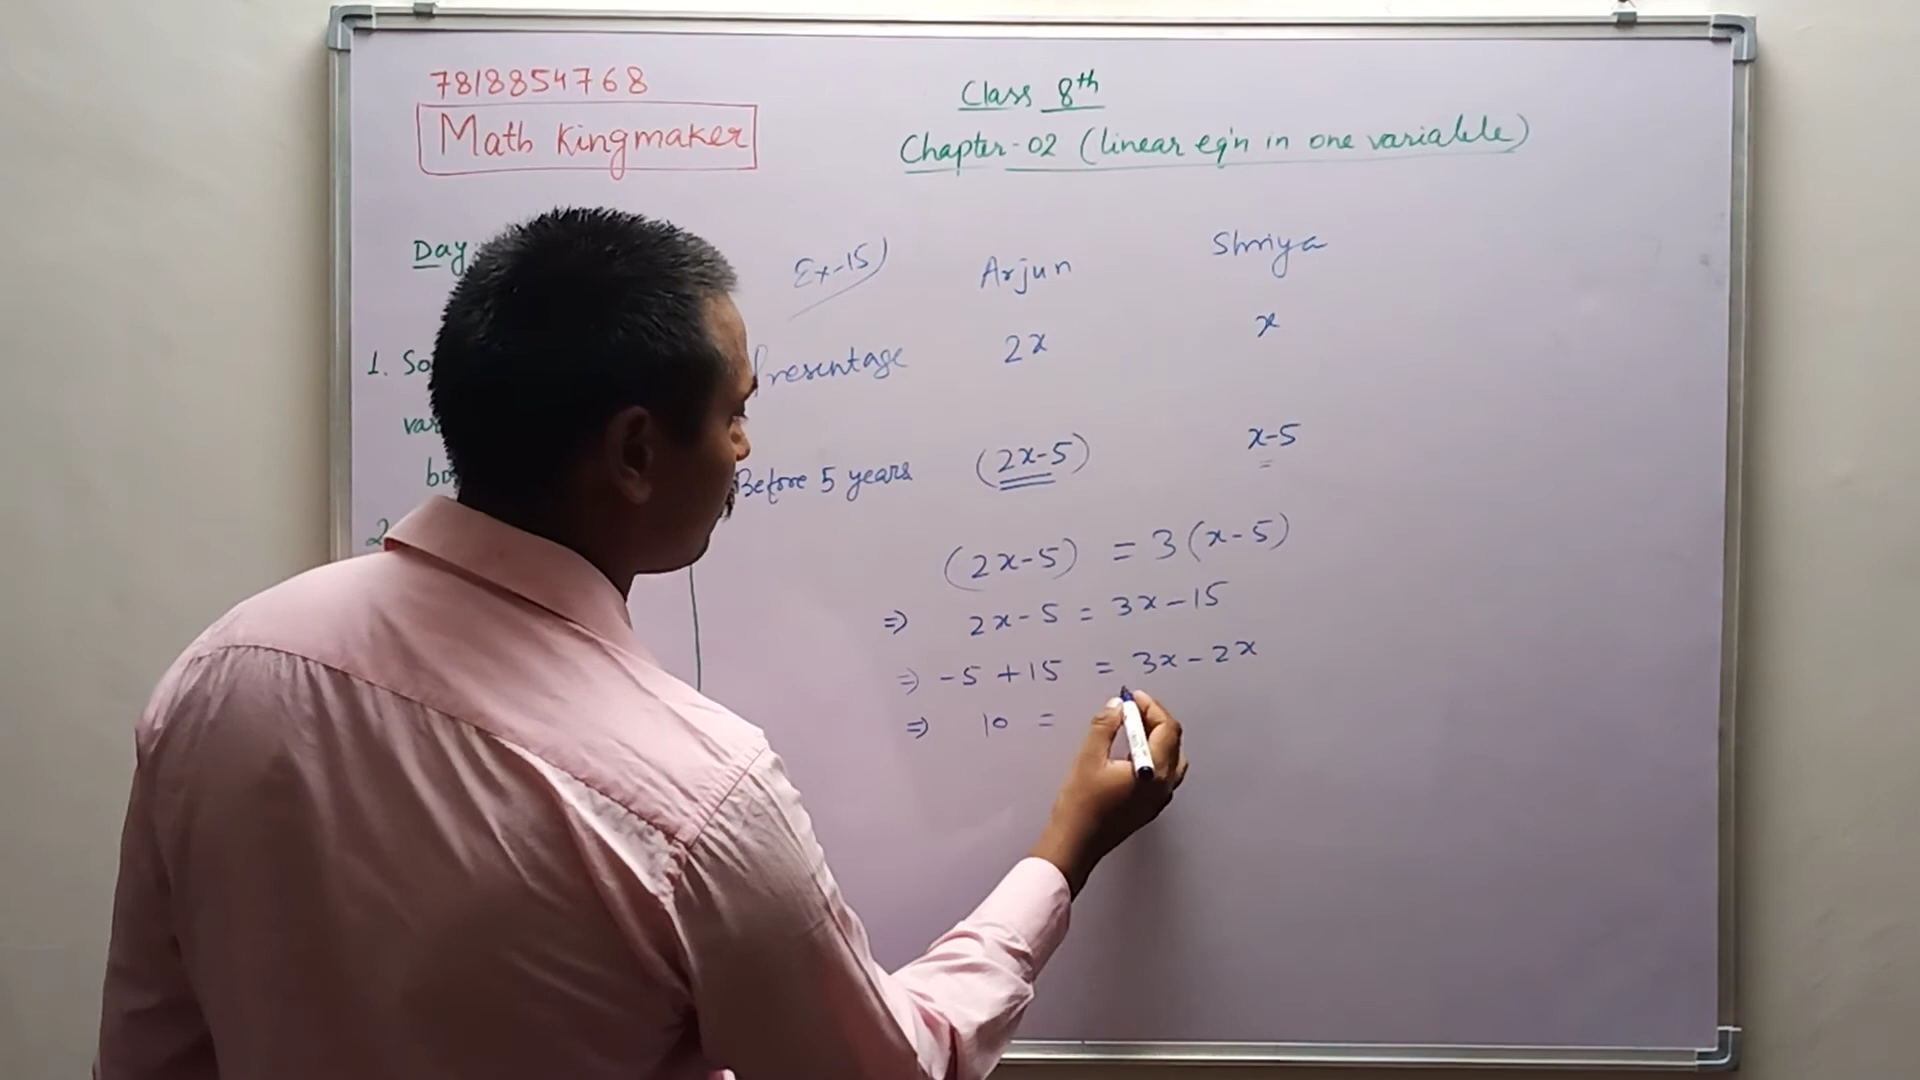 7818854768
Math Kingmaker
Class 8th
Chapter-02 (linear eq'n in one variable)
Day
Ex-15)
Arjun
Shriya
1. So
Presentage
2x
x
var
bo
Before 5 years
(2x-5)
x-5
2
(2x-5) = 3(x-5)
⇒ 2x-5 = 3x-15
⇒ -5+15 = 3x-2x
⇒ 10 =